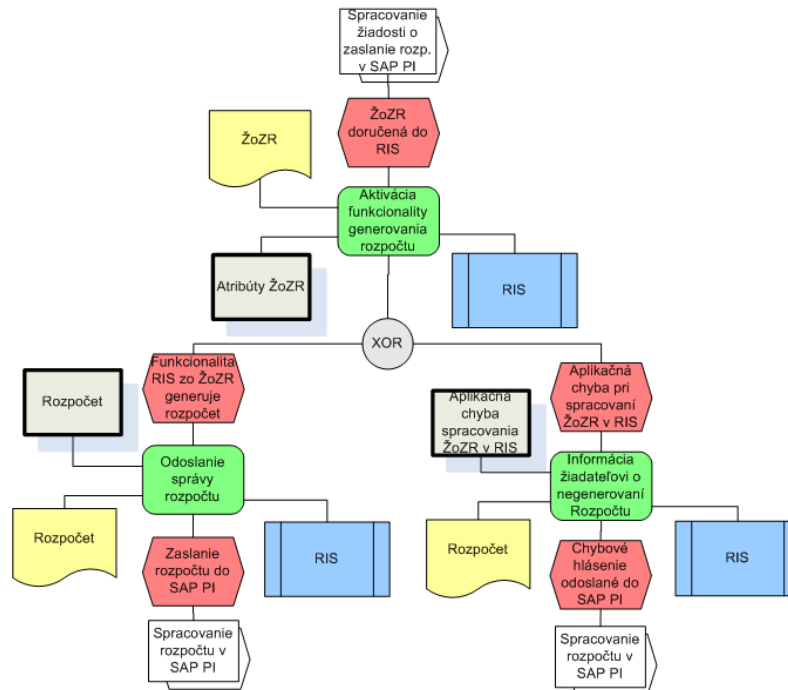 Spracovanie
žiadosti o
zaslanie rozp.
v SAP PI
ŽoZR
doručená do
RIS
ŽoZR
Aktivácia
funkcionality
generovania
rozpočtu
Atribúty ŽoZR
RIS
XOR
Funkcionalita
RIS zo ŽoZR
generuje
rozpočet
Aplikačná
chyba pri
spracovaní
ŽoZR v RIS
Rozpočet
Aplikačná
chyba
spracovania
ŽoZR v RIS
Odoslanie
správy
rozpočtu
Informácia
žiadateľovi o
negenerovaní
Rozpočtu
Rozpočet
Zaslanie
rozpočtu do
SAP PI
RIS
Rozpočet
Chybové
hlásenie
odoslané do
SAP PI
RIS
Spracovanie
rozpočtu v
SAP PI
Spracovanie
rozpočtu v
SAP PI